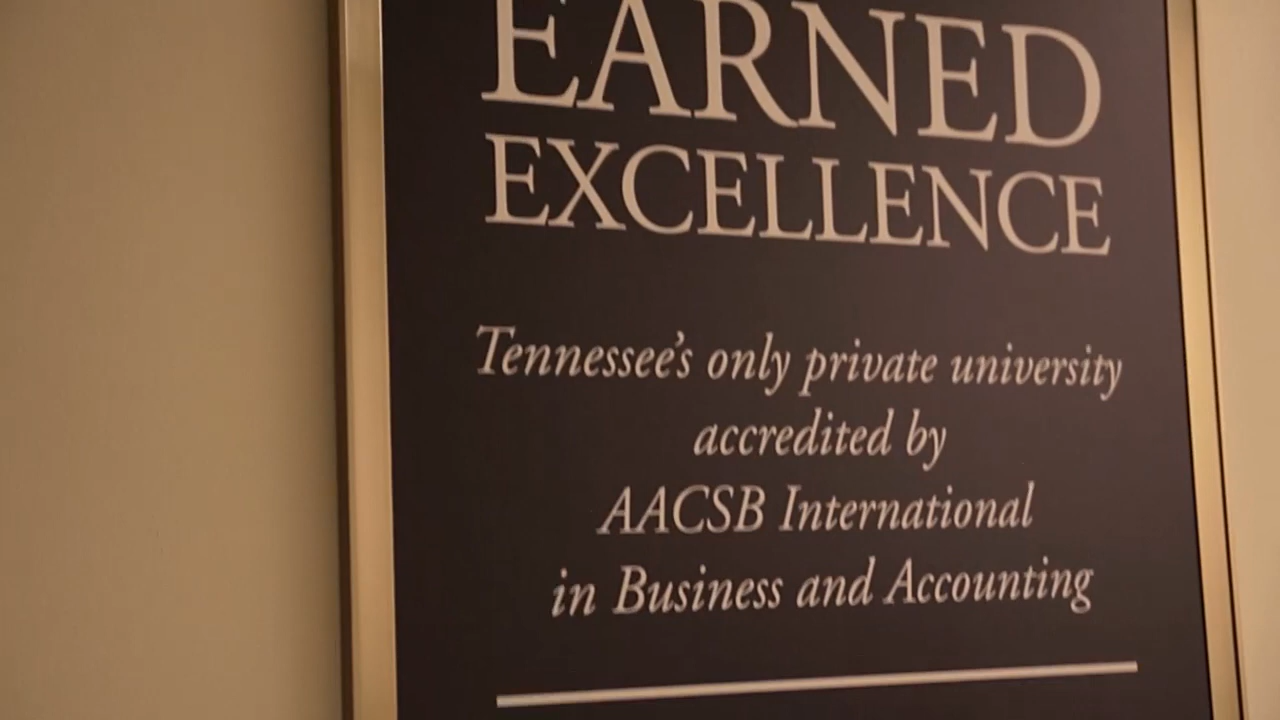 EARNED
EXCELLENCE
Tennessee's only private university
accredited by
AACSB International
in Business and Accounting